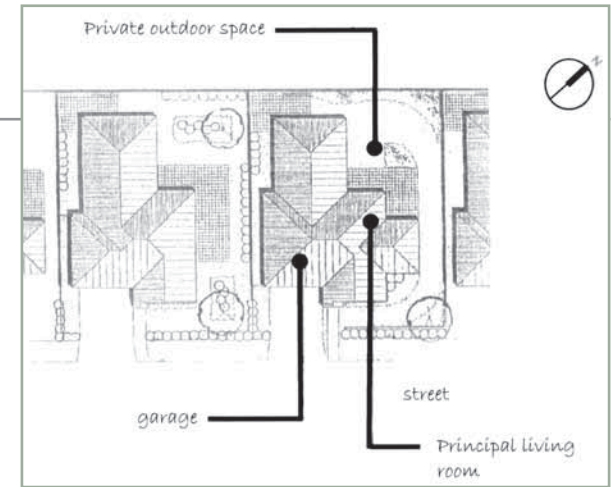 Private outdoor space
N
street
garage
Principal living
room